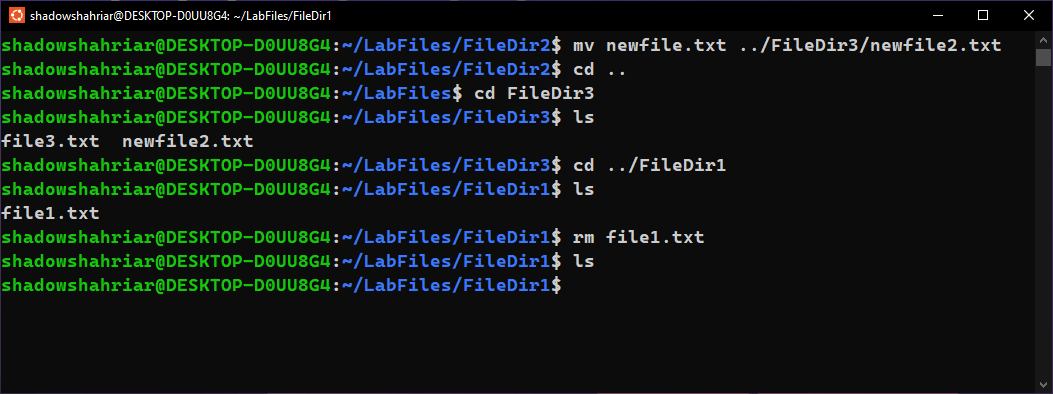 shadowshahriar@DESKTOP-D0UU8G4: ~/LabFiles/FileDir1
shadowshahriar@DESKTOP-D0UU8G4:~/LabFiles/FileDir2$ mv newfile.txt ../FileDir3/newfile2.txt
shadowshahriar@DESKTOP-D0UU8G4:~/LabFiles/FileDir2$ cd ..
shadowshahriar@DESKTOP-D0UU8G4:~/LabFiles$ cd FileDir3
shadowshahriar@DESKTOP-D0UU8G4:~/LabFiles/FileDir3$ ls
file3.txt  newfile2.txt
shadowshahriar@DESKTOP-D0UU8G4:~/LabFiles/FileDir3$ cd ../FileDir1
shadowshahriar@DESKTOP-D0UU8G4:~/LabFiles/FileDir1$ ls
file1.txt
shadowshahriar@DESKTOP-D0UU8G4:~/LabFiles/FileDir1$ rm file1.txt
shadowshahriar@DESKTOP-D0UU8G4:~/LabFiles/FileDir1$ ls
shadowshahriar@DESKTOP-D0UU8G4:~/LabFiles/FileDir1$